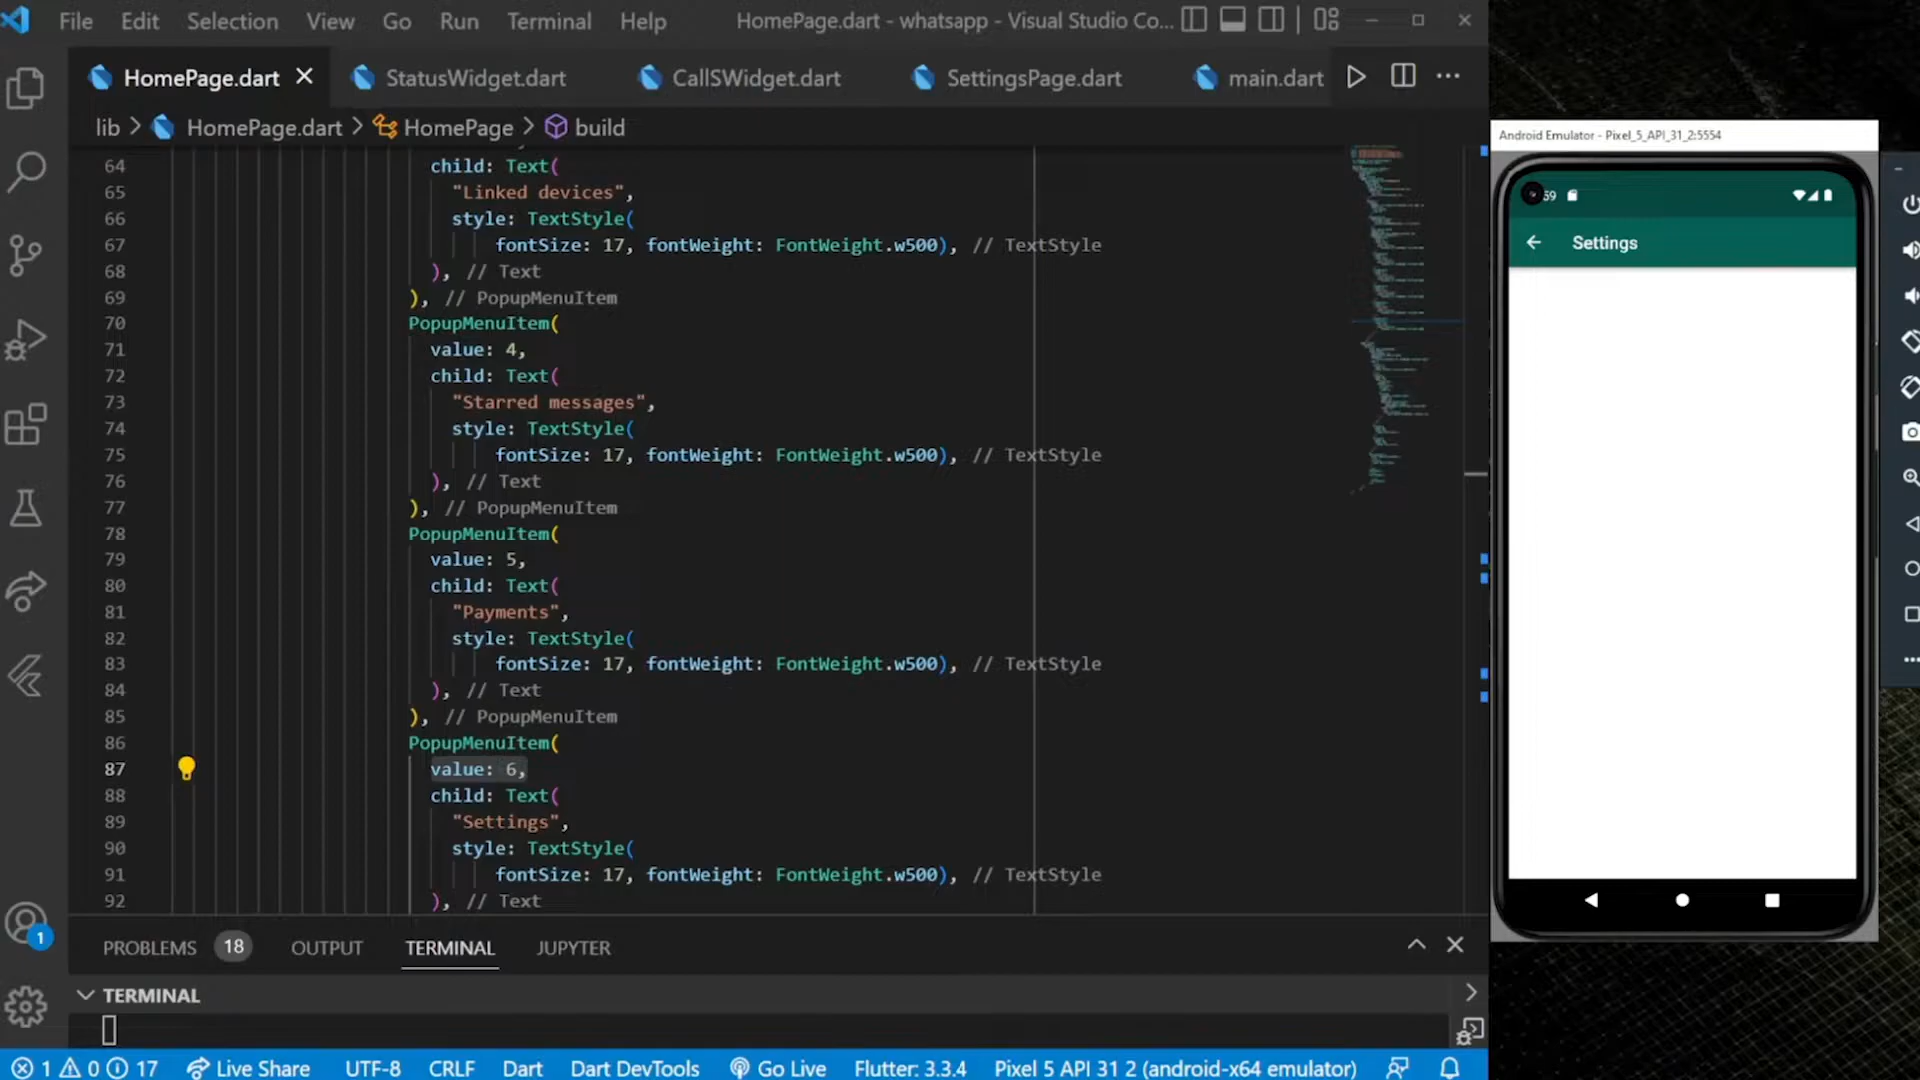 File Edit Selection View Go Run Terminal Help HomePage.dart - whatsapp - Visual Studio Co...
HomePage.dart StatusWidget.dart CallSWidget.dart SettingsPage.dart main.dart
lib > HomePage.dart > HomePage > build
64 child: Text(
65 "Linked devices",
66 style: TextStyle(
67 fontSize: 17, fontWeight: FontWeight.w500), // TextStyle
68 ), // Text
69 ), // PopupMenuItem
70 PopupMenuItem(
71 value: 4,
72 child: Text(
73 "Starred messages",
74 style: TextStyle(
75 fontSize: 17, fontWeight: FontWeight.w500), // TextStyle
76 ), // Text
77 ), // PopupMenuItem
78 PopupMenuItem(
79 value: 5,
80 child: Text(
81 "Payments",
82 style: TextStyle(
83 fontSize: 17, fontWeight: FontWeight.w500), // TextStyle
84 ), // Text
85 ), // PopupMenuItem
86 PopupMenuItem(
87 value: 6,
88 child: Text(
89 "Settings",
90 style: TextStyle(
91 fontSize: 17, fontWeight: FontWeight.w500), // TextStyle
92 ), // Text
PROBLEMS 18 OUTPUT TERMINAL JUPYTER
TERMINAL
1
1 0 17 Live Share UTF-8 CRLF Dart Dart DevTools Go Live Flutter: 3.3.4 Pixel 5 API 31 2 (android-x64 emulator)
Android Emulator - Pixel_5_API_31_2:5554
59
Settings